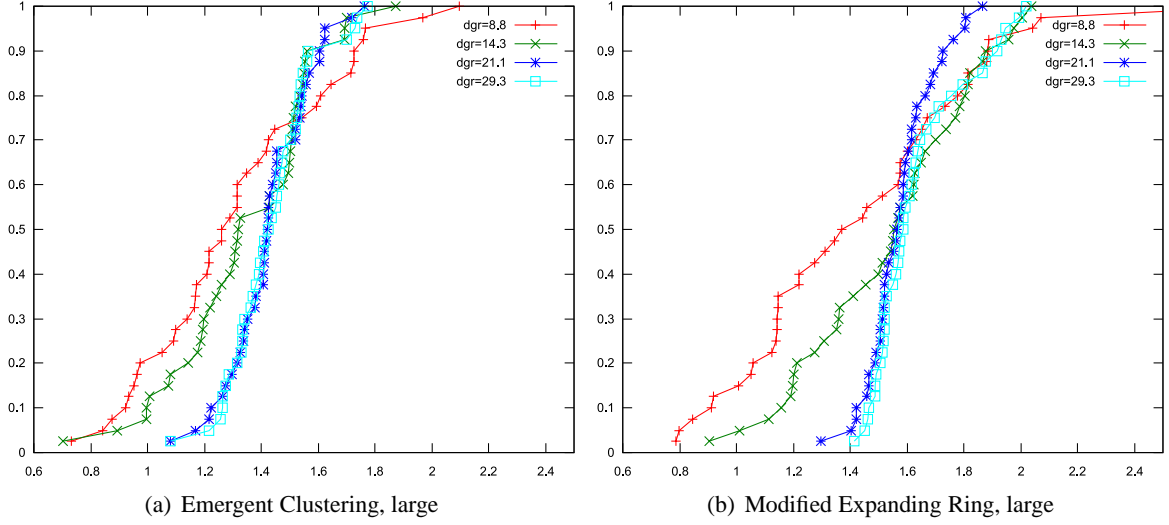 1
0.9
0.8
0.7
0.6
0.5
0.4
0.3
0.2
0.1
0
0.6 0.8 1 1.2 1.4 1.6 1.8 2 2.2 2.4
dgr=8.8
dgr=14.3
dgr=21.1
dgr=29.3
(a) Emergent Clustering, large
1
0.9
0.8
0.7
0.6
0.5
0.4
0.3
0.2
0.1
0
0.6 0.8 1 1.2 1.4 1.6 1.8 2 2.2 2.4
dgr=8.8
dgr=14.3
dgr=21.1
dgr=29.3
(b) Modified Expanding Ring, large